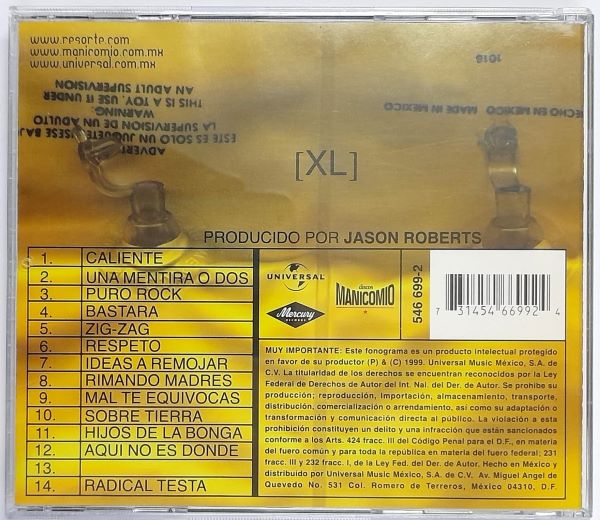 www.resorte.com
www.manicomio.com.mx
www.universal.com.mx
AN ADULT SUPERVISION
THIS IS A TOY. USE IT UNDER
WARNING.
LA SUPERVISION DE UN ADULTO
ESTE ES SOLO UN JUGUETE
1016
MADE IN MEXICO
ECHO EN MEXICO
[XL]
PRODUCIDO POR JASON ROBERTS
1. CALIENTE
2. UNA MENTIRA O DOS
3. PURO ROCK
4. BASTARA
5. ZIG-ZAG
6. RESPETO
7. IDEAS A REMOJAR
8. RIMANDO MADRES
9. MAL TE EQUIVOCAS
10. SOBRE TIERRA
11. HIJOS DE LA BONGA
12. AQUI NO ES DONDE
13.
14. RADICAL TESTA
UNIVERSAL
Mercury
RECORDS
discos
MANICOMIO
546 699-2
7 31454 66992 4
MUY IMPORTANTE: Este fonograma es un producto intelectual protegido
en favor de su productor (P) & (C) 1999. Universal Music México, S.A. de
C.V. La titularidad de los derechos se encuentran reconocidos por la Ley
Federal de Derechos de Autor del Int. Nal. del Der. de Autor. Se prohibe su
producción; reproducción, importación, almacenamiento, transporte,
distribución, comercialización o arrendamiento, así como su adaptación o
transformación y comunicación directa al público. La violación a esta
prohibición constituyen un delito y una infracción que están sancionados
conforme a los Arts. 424 fracc. III del Código Penal para el D.F., en materia
del fuero común y para toda la república en materia del fuero federal; 231
fracc. III y 232 fracc. I, de la Ley Fed. del Der. de Autor, Hecho en México y
distribuido por Universal Music México, S.A. de C.V. Av. Miguel Angel
de Quevedo No. 531 Col. Romero de Terreros, México 04310, D.F.